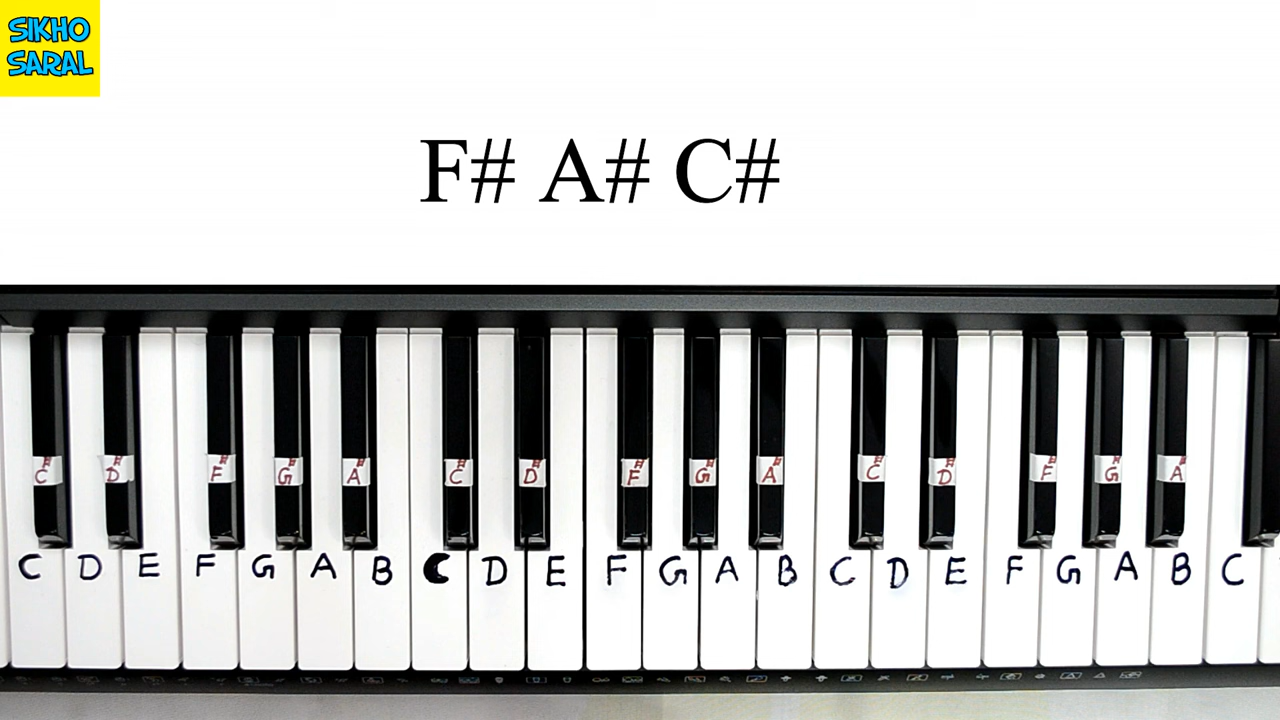 SIKHO
SARAL
F# A# C#
C# D# F# G# A# C# D# F# G# A# C# D# F# G# A#
C D E F G A B C D E F G A B C D E F G A B C